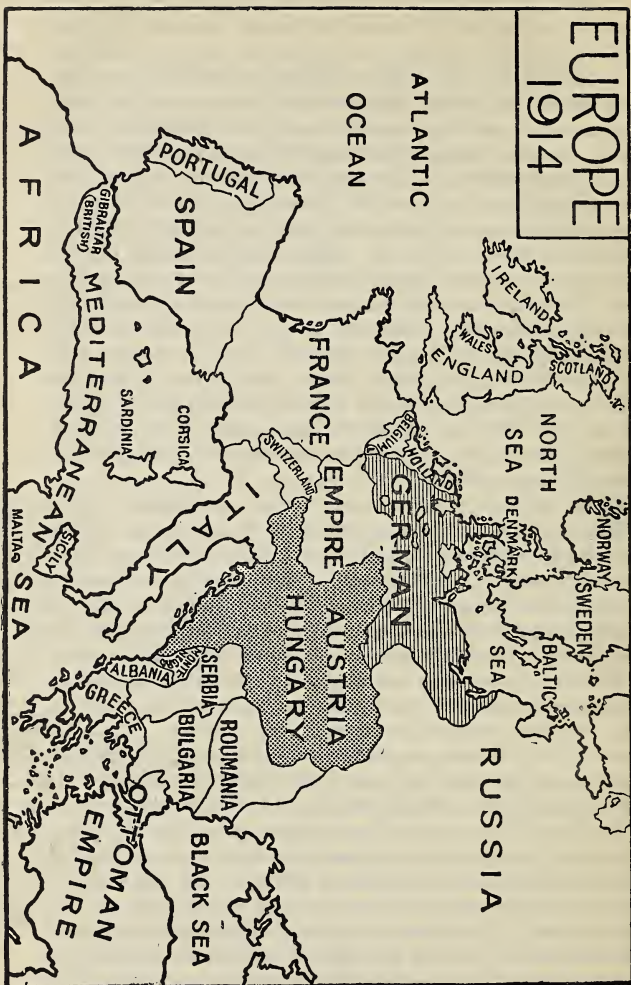 EUROPE
1914
ATLANTIC
OCEAN
IRELAND
SCOTLAND
WALES
ENGLAND
NORTH
SEA
NORWAY
SWEDEN
DENMARK
BALTIC
SEA
RUSSIA
HOLLAND
BELGIUM
GERMAN
EMPIRE
FRANCE
SWITZERLAND
AUSTRIA
HUNGARY
PORTUGAL
SPAIN
GIBRALTAR
(BRITISH)
CORSICA
SARDINIA
ITALY
SICILY
MALTA
MEDITERRANEAN SEA
AFRICA
ROUMANIA
SERBIA
BULGARIA
ALBANIA
GREECE
BLACK SEA
OTTOMAN
EMPIRE